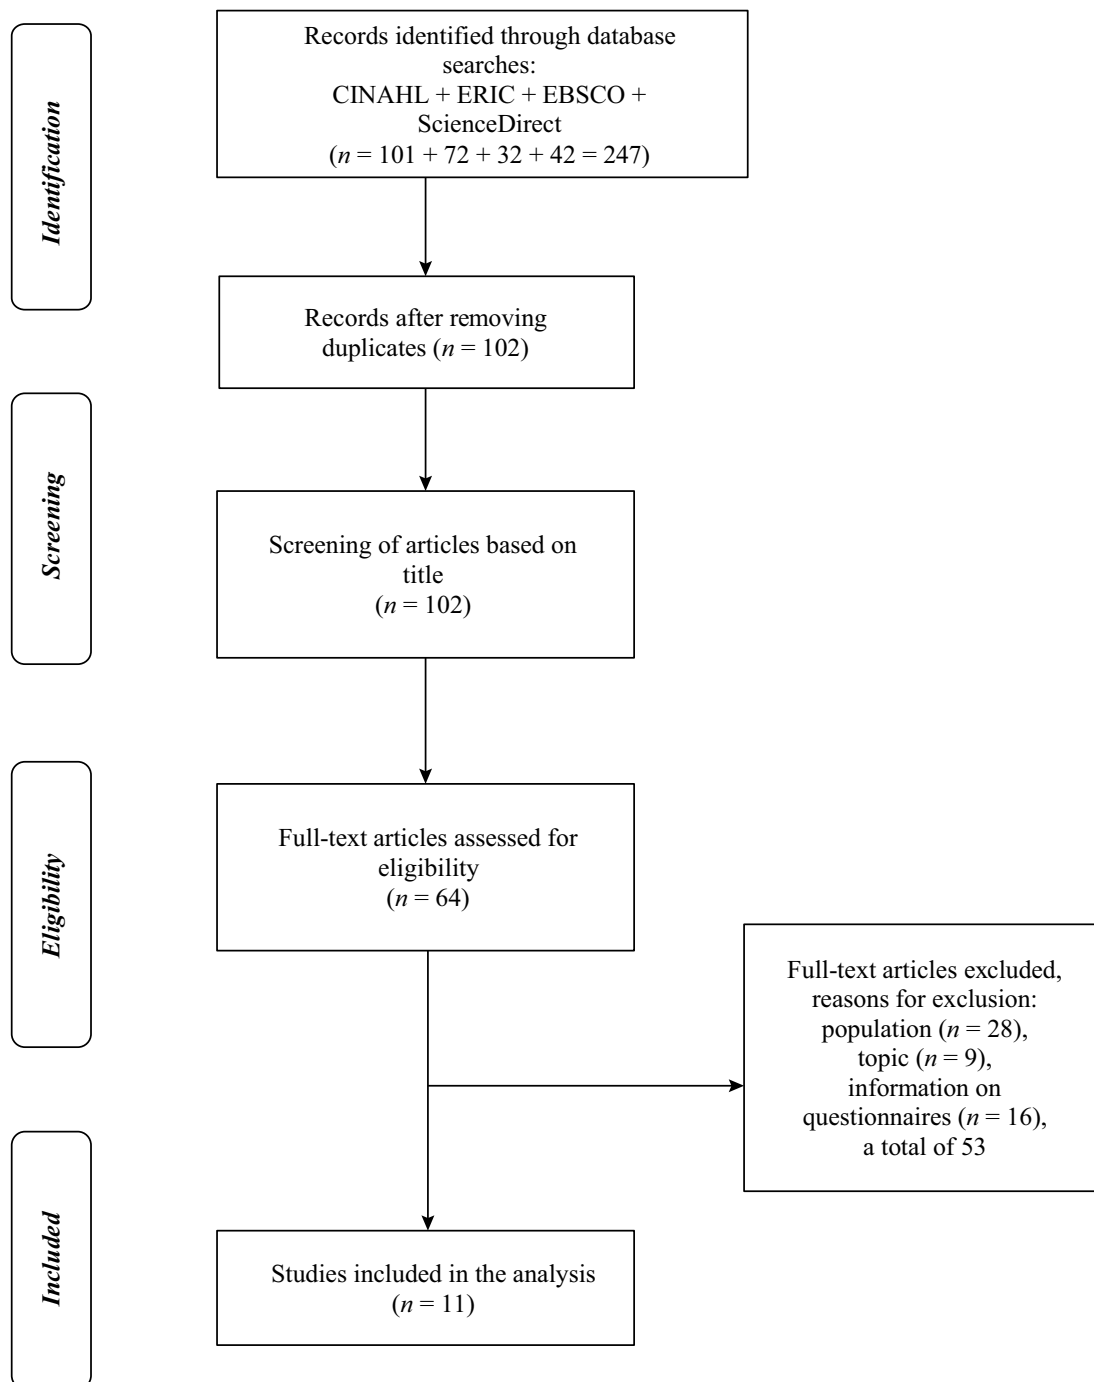 Identification
Records identified through database
searches:
CINAHL + ERIC + EBSCO +
ScienceDirect
(n = 101 + 72 + 32 + 42 = 247)
Records after removing
duplicates (n = 102)
Screening
Screening of articles based on
title
(n = 102)
Eligibility
Full-text articles assessed for
eligibility
(n = 64)
Full-text articles excluded,
reasons for exclusion:
population (n = 28),
topic (n = 9),
information on
questionnaires (n = 16),
a total of 53
Included
Studies included in the analysis
(n = 11)